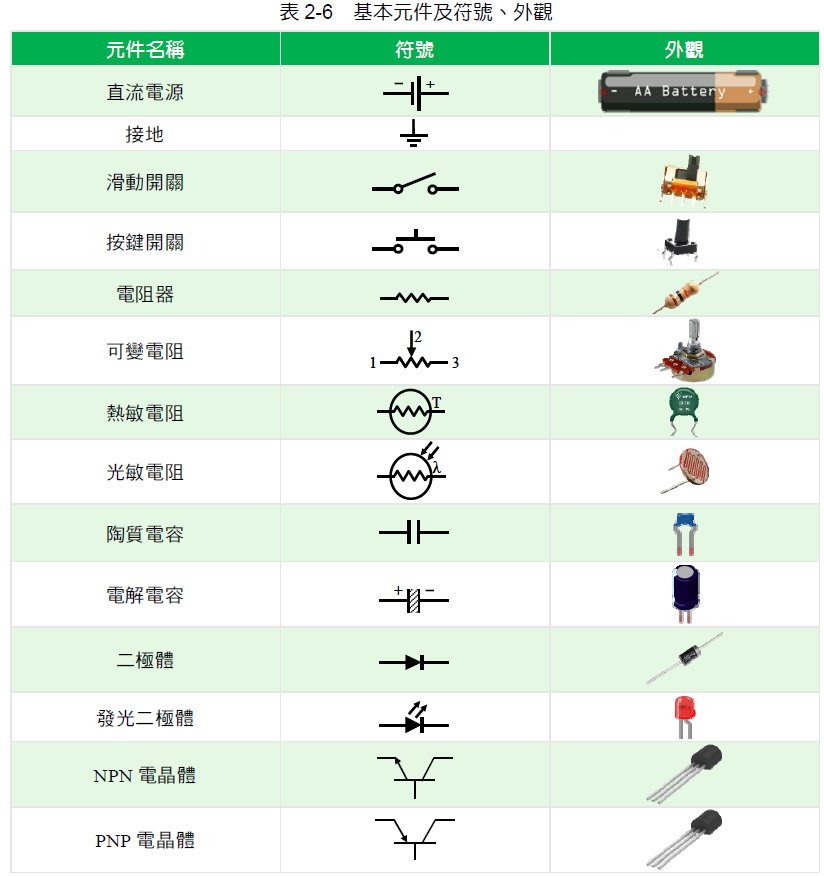 表 2-6 基本元件及符號、外觀
元件名稱 符號 外觀
直流電源 − + - AA Battery +
接地
滑動開關
按鍵開關
電阻器
可變電阻 1 2 3
熱敏電阻 T
光敏電阻 λ
陶質電容
電解電容 + −
二極體
發光二極體
NPN 電晶體
PNP 電晶體